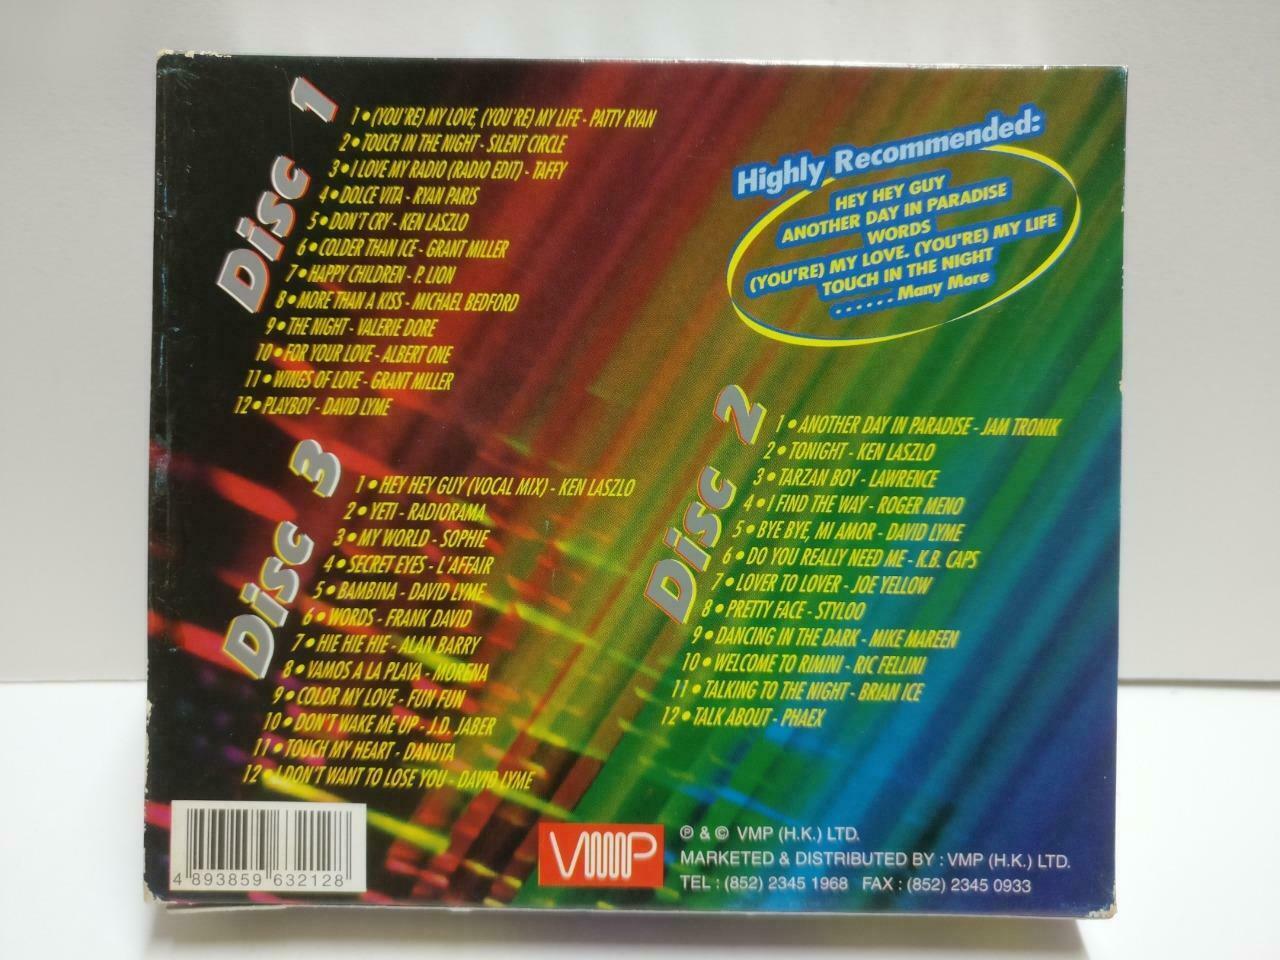 Disc 1
1 • (YOU'RE) MY LOVE, (YOU'RE) MY LIFE - PATTY RYAN
2 • TOUCH IN THE NIGHT - SILENT CIRCLE
3 • I LOVE MY RADIO (RADIO EDIT) - TAFFY
4 • DOLCE VITA - RYAN PARIS
5 • DON'T CRY - KEN LASZLO
6 • COLDER THAN ICE - GRANT MILLER
7 • HAPPY CHILDREN - P. LION
8 • MORE THAN A KISS - MICHAEL BEDFORD
9 • THE NIGHT - VALERIE DORE
10 • FOR YOUR LOVE - ALBERT ONE
11 • WINGS OF LOVE - GRANT MILLER
12 • PLAYBOY - DAVID LYME
Highly Recommended:
HEY HEY GUY
ANOTHER DAY IN PARADISE
WORDS
(YOU'RE) MY LOVE. (YOU'RE) MY LIFE
TOUCH IN THE NIGHT
. . . . . . Many More
Disc 2
1 • ANOTHER DAY IN PARADISE - JAM TRONIK
2 • TONIGHT - KEN LASZLO
3 • TARZAN BOY - LAWRENCE
4 • I FIND THE WAY - ROGER MENO
5 • BYE BYE, MI AMOR - DAVID LYME
6 • DO YOU REALLY NEED ME - K.B. CAPS
7 • LOVER TO LOVER - JOE YELLOW
8 • PRETTY FACE - STYLOO
9 • DANCING IN THE DARK - MIKE MAREEN
10 • WELCOME TO RIMINI - RIC FELLINI
11 • TALKING TO THE NIGHT - BRIAN ICE
12 • TALK ABOUT - PHAEX
Disc 3
1 • HEY HEY GUY (VOCAL MIX) - KEN LASZLO
2 • YETI - RADIORAMA
3 • MY WORLD - SOPHIE
4 • SECRET EYES - L'AFFAIR
5 • BAMBINA - DAVID LYME
6 • WORDS - FRANK DAVID
7 • HIE HIE HIE - ALAN BARRY
8 • VAMOS A LA PLAYA - MORENA
9 • COLOR MY LOVE - FUN FUN
10 • DON'T WAKE ME UP - J.D. JABER
11 • TOUCH MY HEART - DANUTA
12 • I DON'T WANT TO LOSE YOU - DAVID LYME
4 893859 632128
VMP
℗ & © VMP (H.K.) LTD.
MARKETED & DISTRIBUTED BY : VMP (H.K.) LTD.
TEL : (852) 2345 1968 FAX : (852) 2345 0933